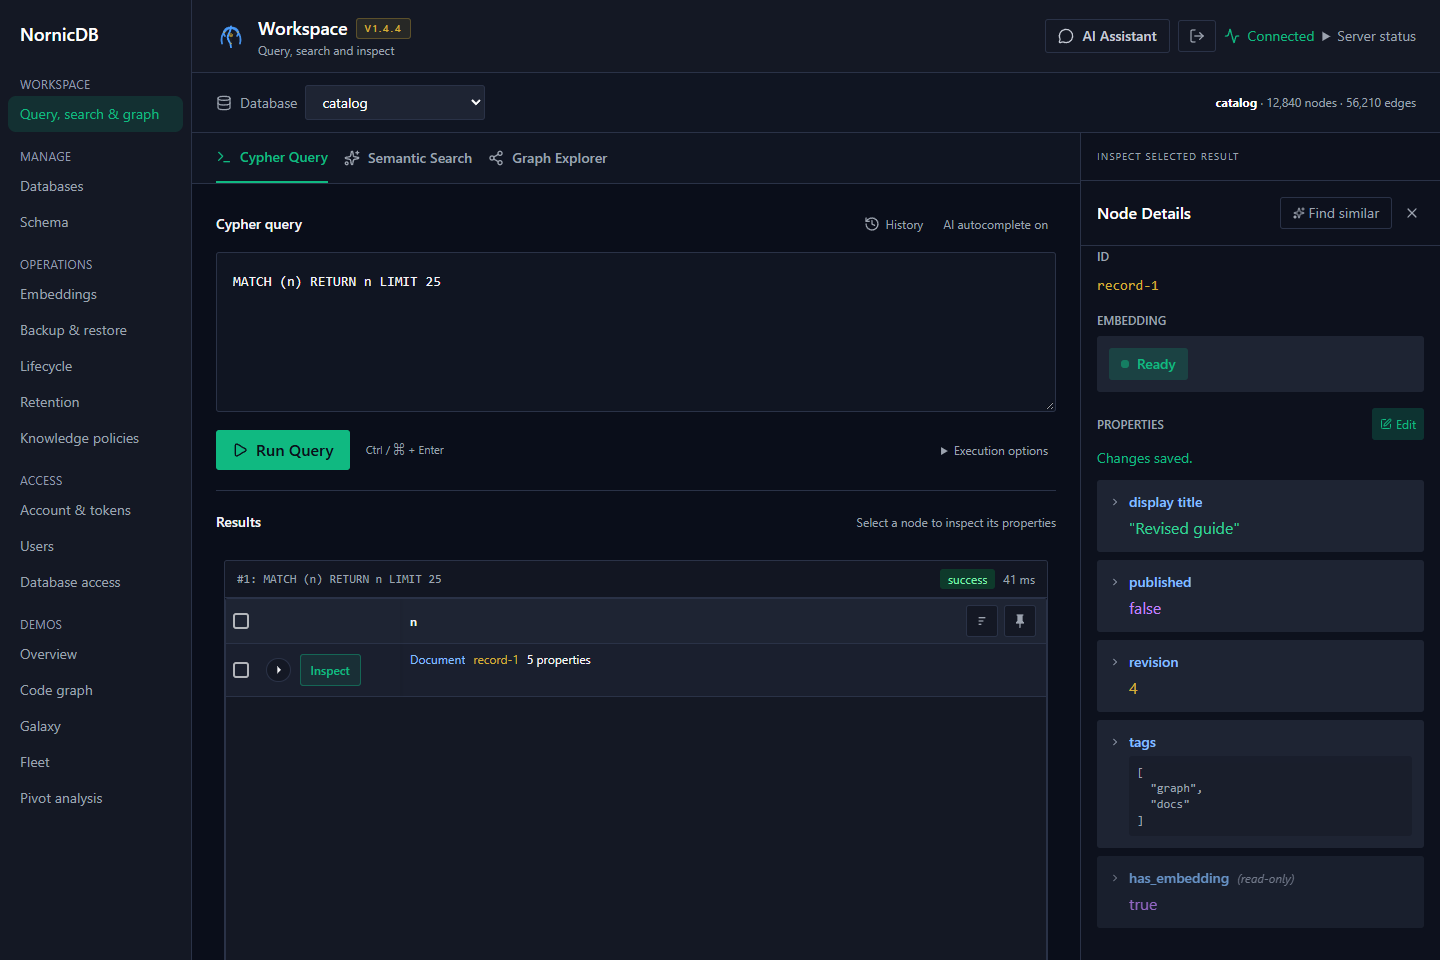 NornicDB
WORKSPACE
Query, search & graph
MANAGE
Databases
Schema
OPERATIONS
Embeddings
Backup & restore
Lifecycle
Retention
Knowledge policies
ACCESS
Account & tokens
Users
Database access
DEMOS
Overview
Code graph
Galaxy
Fleet
Pivot analysis
Workspace V1.4.4
Query, search and inspect
AI Assistant
Connected
Server status
Database
catalog
catalog · 12,840 nodes · 56,210 edges
Cypher Query
Semantic Search
Graph Explorer
Cypher query
History
AI autocomplete on
MATCH (n) RETURN n LIMIT 25
Run Query
Ctrl / ⌘ + Enter
Execution options
Results
Select a node to inspect its properties
#1: MATCH (n) RETURN n LIMIT 25
success
41 ms
n
Inspect
Document record-1 5 properties
INSPECT SELECTED RESULT
Node Details
Find similar
ID
record-1
EMBEDDING
Ready
PROPERTIES
Edit
Changes saved.
display title
"Revised guide"
published
false
revision
4
tags
[
"graph",
"docs"
]
has_embedding (read-only)
true